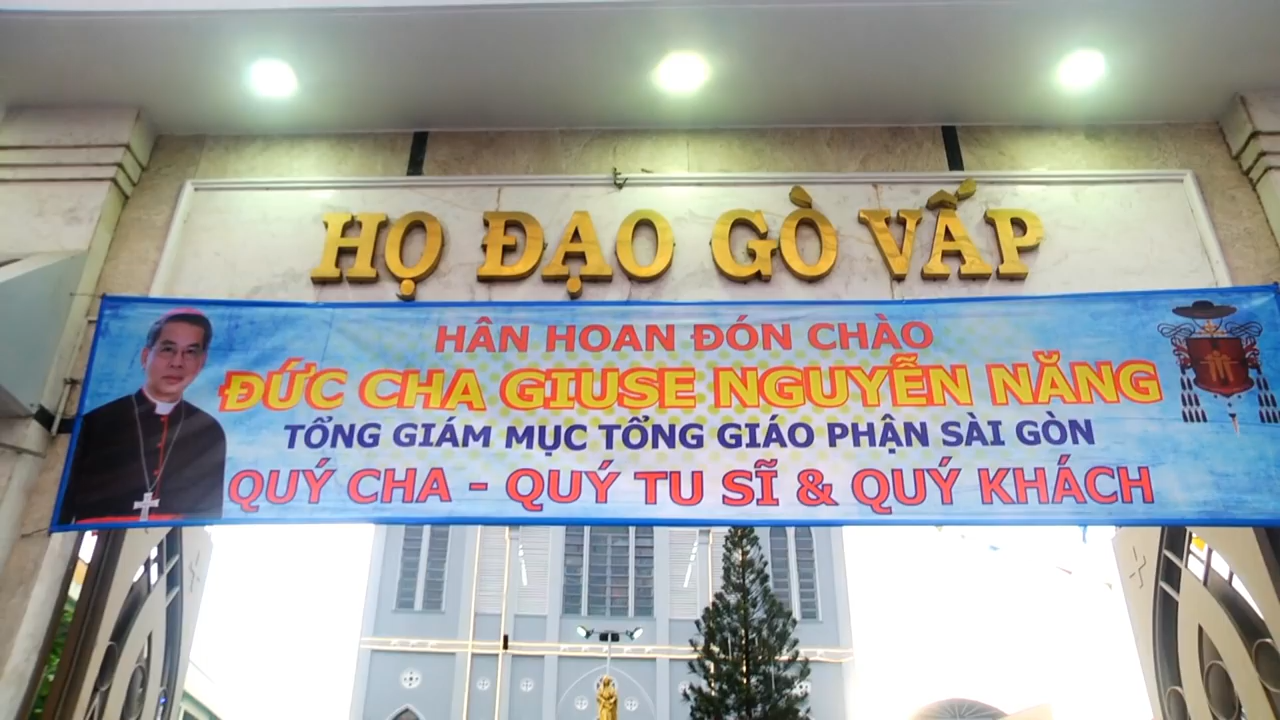 HỌ ĐẠO GÒ VẤP
HÂN HOAN ĐÓN CHÀO
ĐỨC CHA GIUSE NGUYỄN NĂNG
TỔNG GIÁM MỤC TỔNG GIÁO PHẬN SÀI GÒN
QUÝ CHA - QUÝ TU SĨ & QUÝ KHÁCH